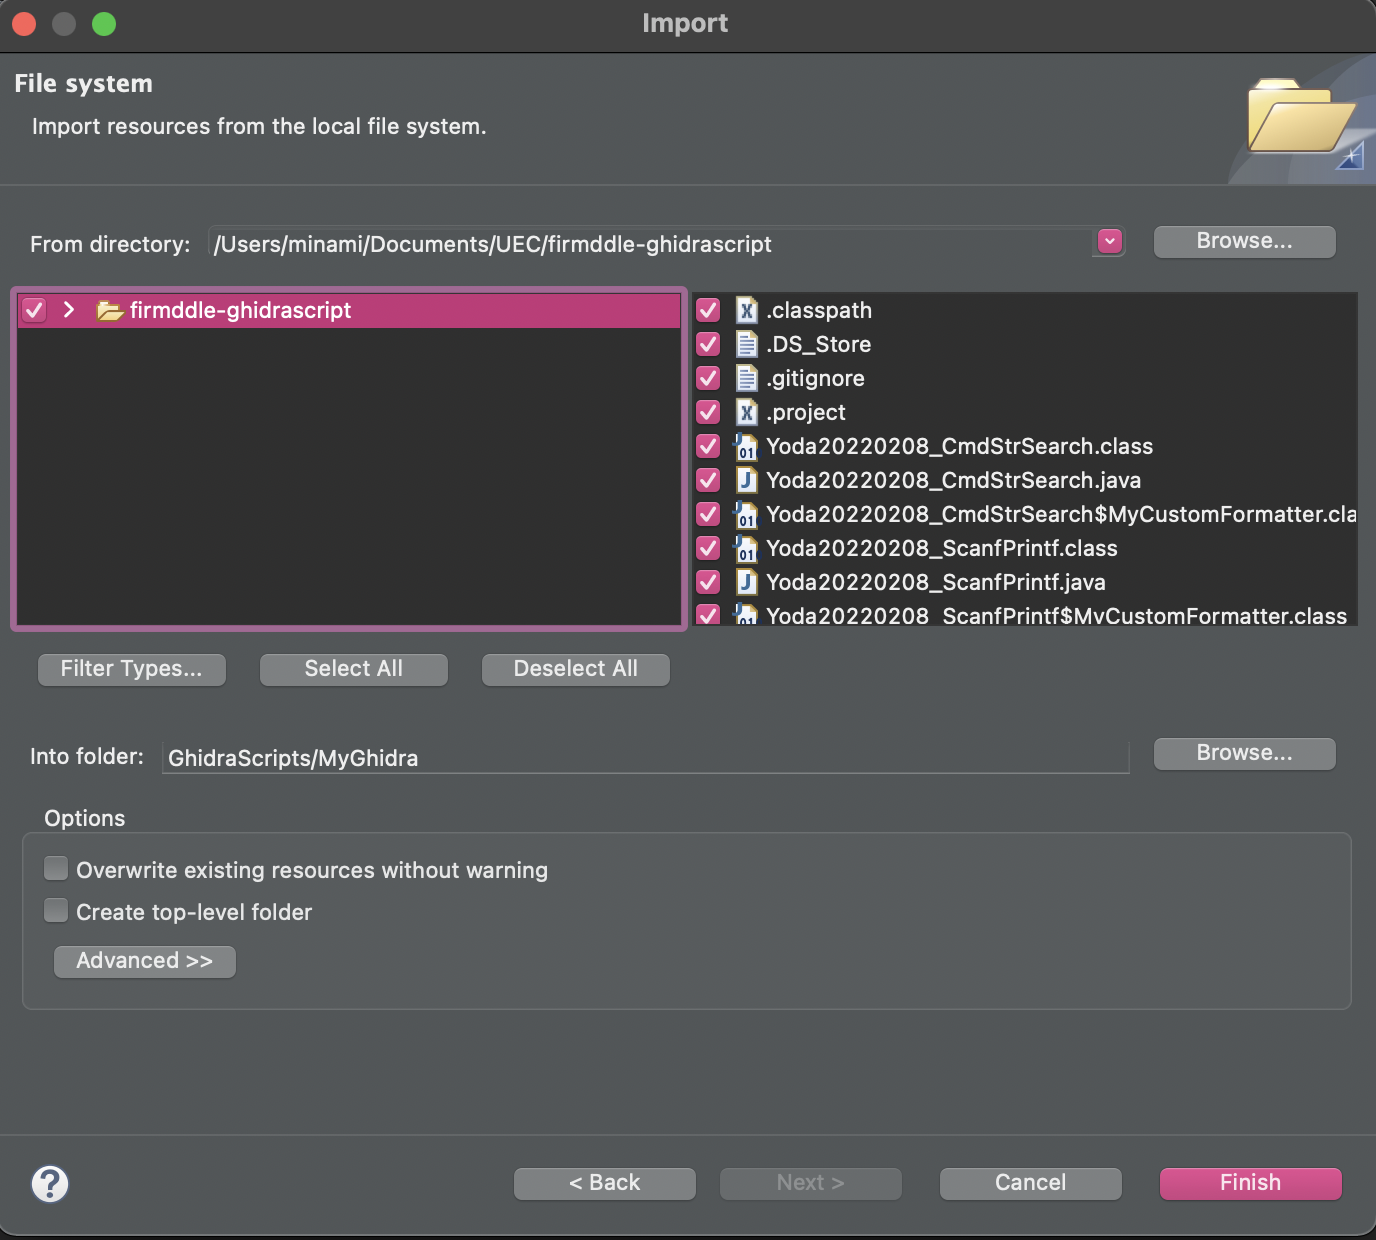 Import
File system
Import resources from the local file system.
From directory: /Users/minami/Documents/UEC/firmddle-ghidrascript
Browse...
firmddle-ghidrascript
.classpath
.DS_Store
.gitignore
.project
Yoda20220208_CmdStrSearch.class
Yoda20220208_CmdStrSearch.java
Yoda20220208_CmdStrSearch$MyCustomFormatter.cla
Yoda20220208_ScanfPrintf.class
Yoda20220208_ScanfPrintf.java
Yoda20220208_ScanfPrintf$MyCustomFormatter.class
Filter Types... Select All Deselect All
Into folder: GhidraScripts/MyGhidra Browse...
Options
Overwrite existing resources without warning
Create top-level folder
Advanced >>
? < Back Next > Cancel Finish